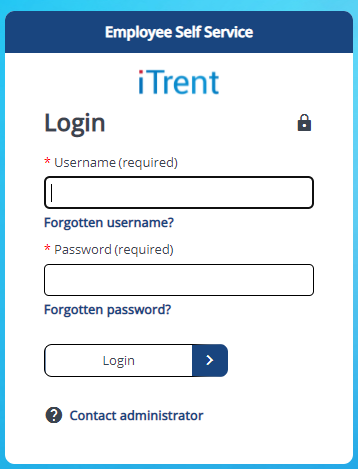 Employee Self Service
iTrent
Login
* Username (required)
Forgotten username?
* Password (required)
Forgotten password?
Login
Contact administrator